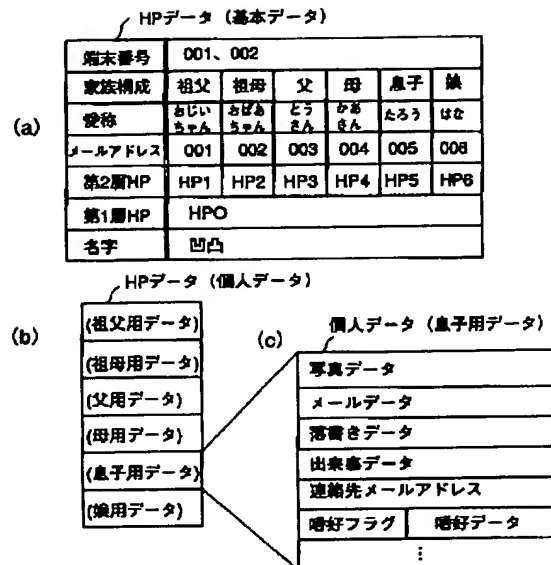 HPデータ（基本データ）
(a)
端末番号 001、002
家族構成 祖父 祖母 父 母 息子 娘
愛称 おじいちゃん おばあちゃん とうさん かあさん たろう はな
メールアドレス 001 002 003 004 005 006
第2層HP HP1 HP2 HP3 HP4 HP5 HP6
第1層HP HPO
名字 凹凸
HPデータ（個人データ）
(b)
(祖父用データ)
(祖母用データ)
(父用データ)
(母用データ)
(息子用データ)
(娘用データ)
(c)
個人データ（息子用データ）
写真データ
メールデータ
落書きデータ
出来事データ
連絡先メールアドレス
嗜好フラグ 嗜好データ
⋮